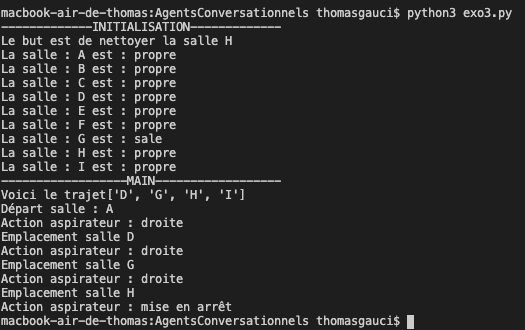 macbook-air-de-thomas:AgentsConversationnels thomasgauci$ python3 exo3.py
-------------INITIALISATION-------------
Le but est de nettoyer la salle H
La salle : A est : propre
La salle : B est : propre
La salle : C est : propre
La salle : D est : propre
La salle : E est : propre
La salle : F est : propre
La salle : G est : sale
La salle : H est : propre
La salle : I est : propre
------------------MAIN------------------
Voici le trajet['D', 'G', 'H', 'I']
Départ salle : A
Action aspirateur : droite
Emplacement salle D
Action aspirateur : droite
Emplacement salle G
Action aspirateur : droite
Emplacement salle H
Action aspirateur : mise en arrêt
macbook-air-de-thomas:AgentsConversationnels thomasgauci$